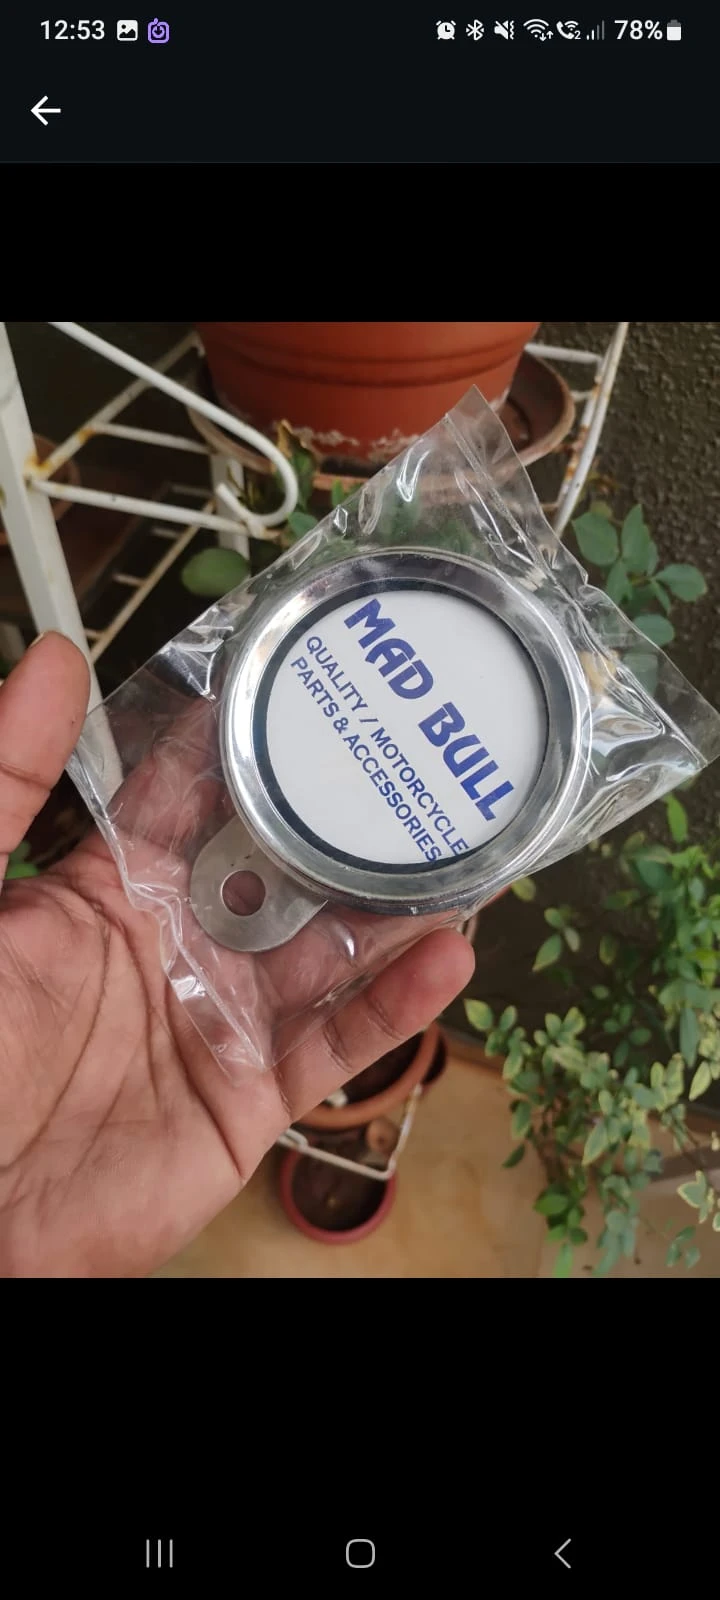 12:53
78%
MAD BULL
QUALITY / MOTORCYCLE
PARTS & ACCESSORIES